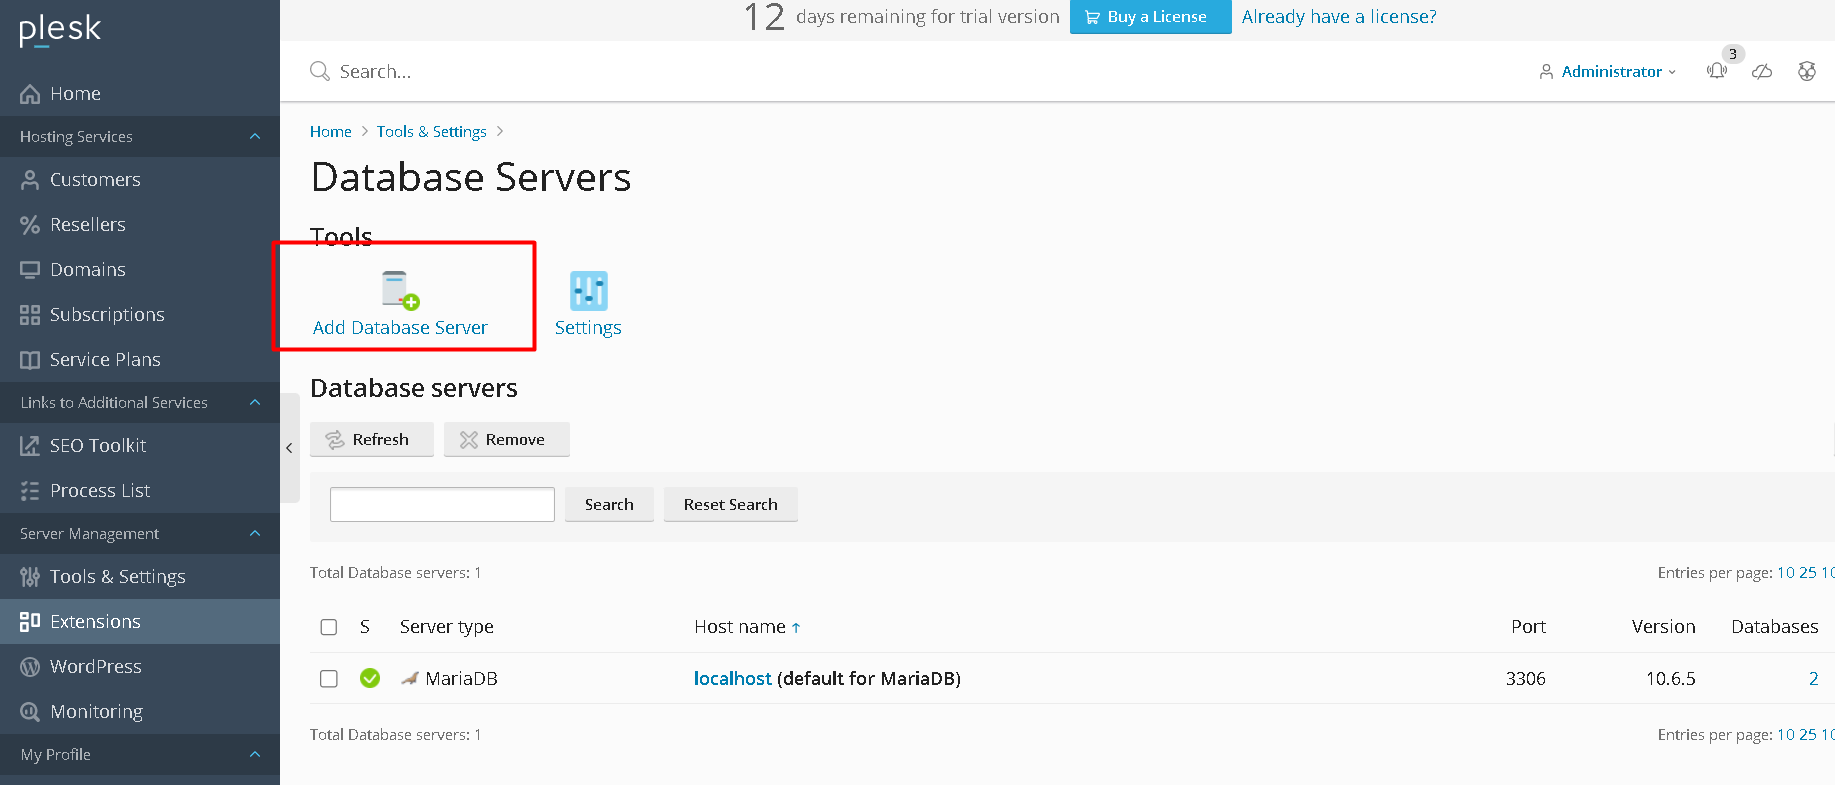 plesk
Home
Hosting Services
Customers
Resellers
Domains
Subscriptions
Service Plans
Links to Additional Services
SEO Toolkit
Process List
Server Management
Tools & Settings
Extensions
WordPress
Monitoring
My Profile
12 days remaining for trial version Buy a License Already have a license?
Search... Administrator 3
Home > Tools & Settings >
Database Servers
Tools
Add Database Server Settings
Database servers
Refresh Remove
Search Reset Search
Total Database servers: 1 Entries per page: 10 25 10
S Server type Host name ↑ Port Version Databases
MariaDB localhost (default for MariaDB) 3306 10.6.5 2
Total Database servers: 1 Entries per page: 10 25 10